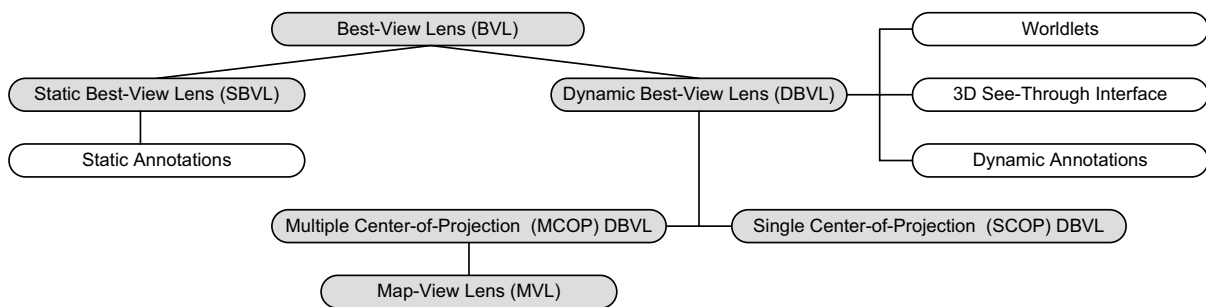 Best-View Lens (BVL)
Worldlets
Static Best-View Lens (SBVL)
Dynamic Best-View Lens (DBVL)
3D See-Through Interface
Static Annotations
Dynamic Annotations
Multiple Center-of-Projection (MCOP) DBVL
Single Center-of-Projection (SCOP) DBVL
Map-View Lens (MVL)